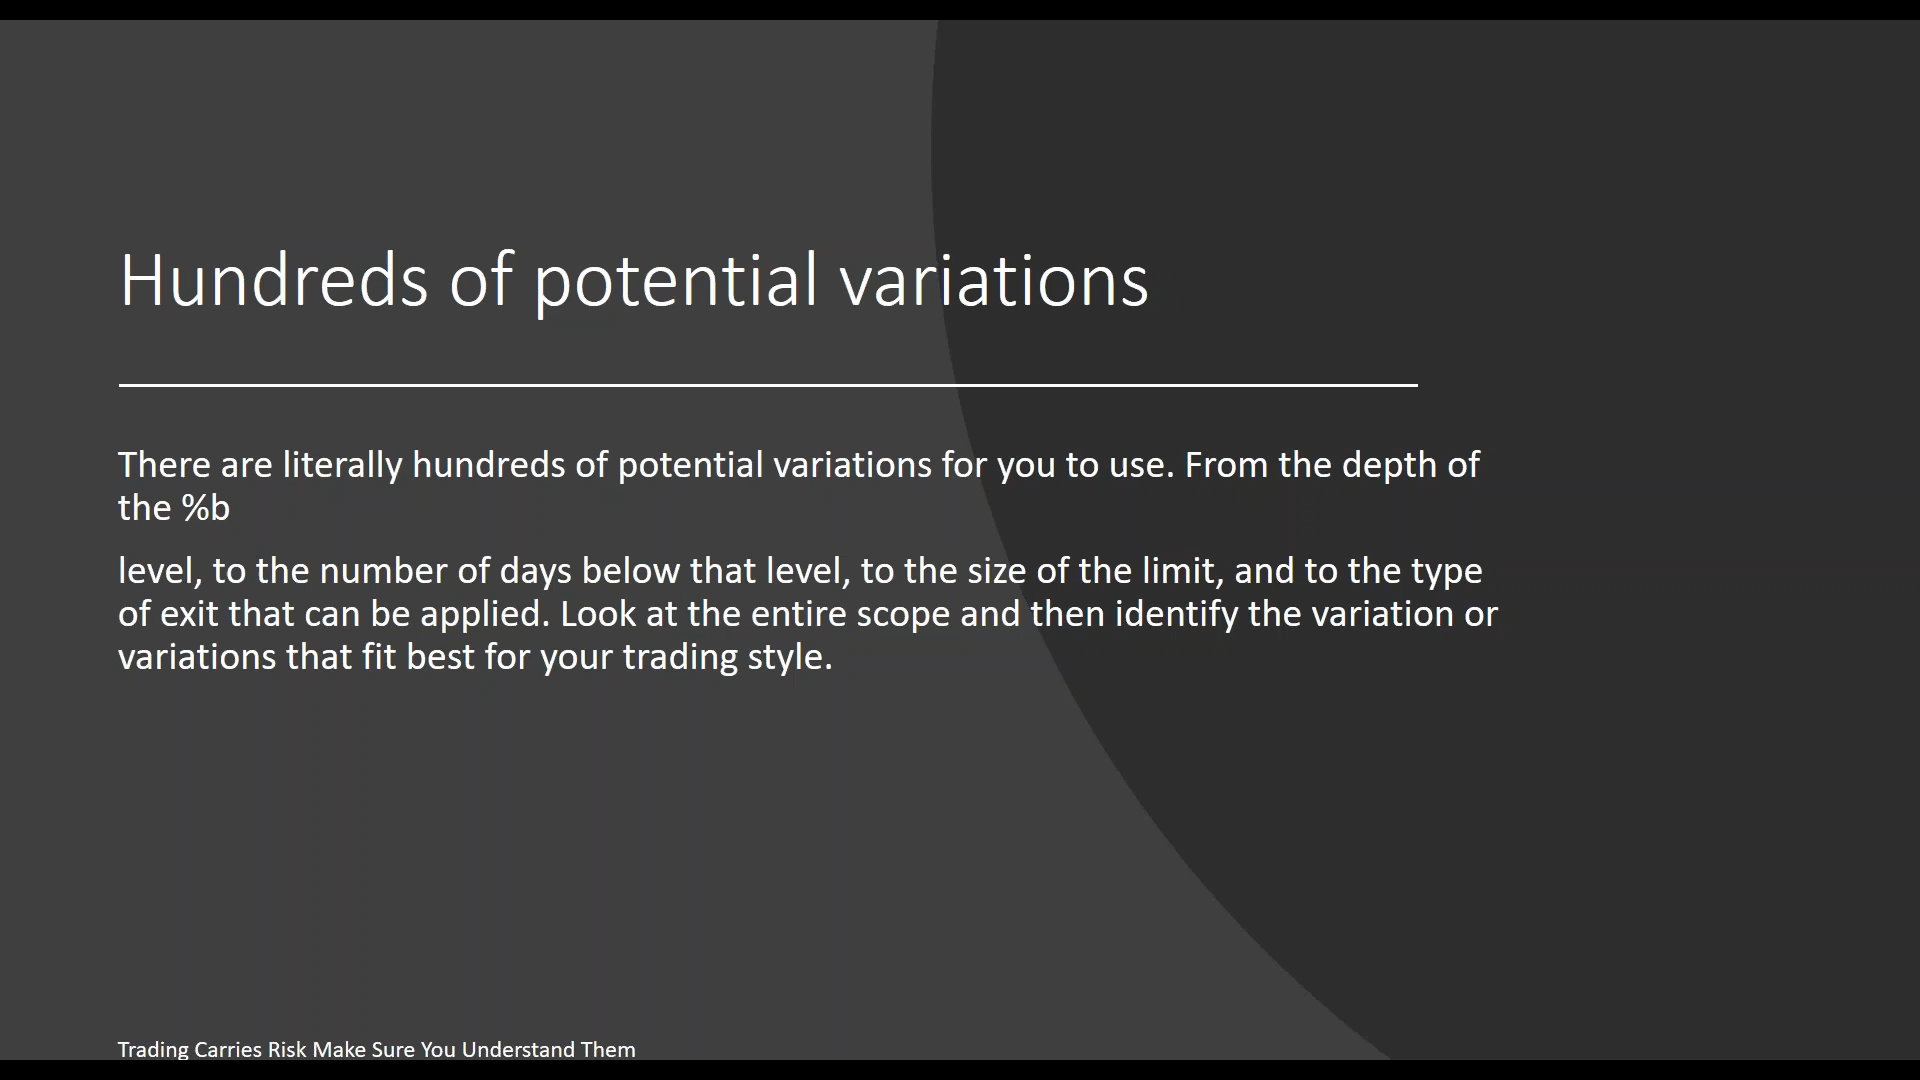 Hundreds of potential variations
There are literally hundreds of potential variations for you to use. From the depth of
the %b
level, to the number of days below that level, to the size of the limit, and to the type
of exit that can be applied. Look at the entire scope and then identify the variation or
variations that fit best for your trading style.
Trading Carries Risk Make Sure You Understand Them